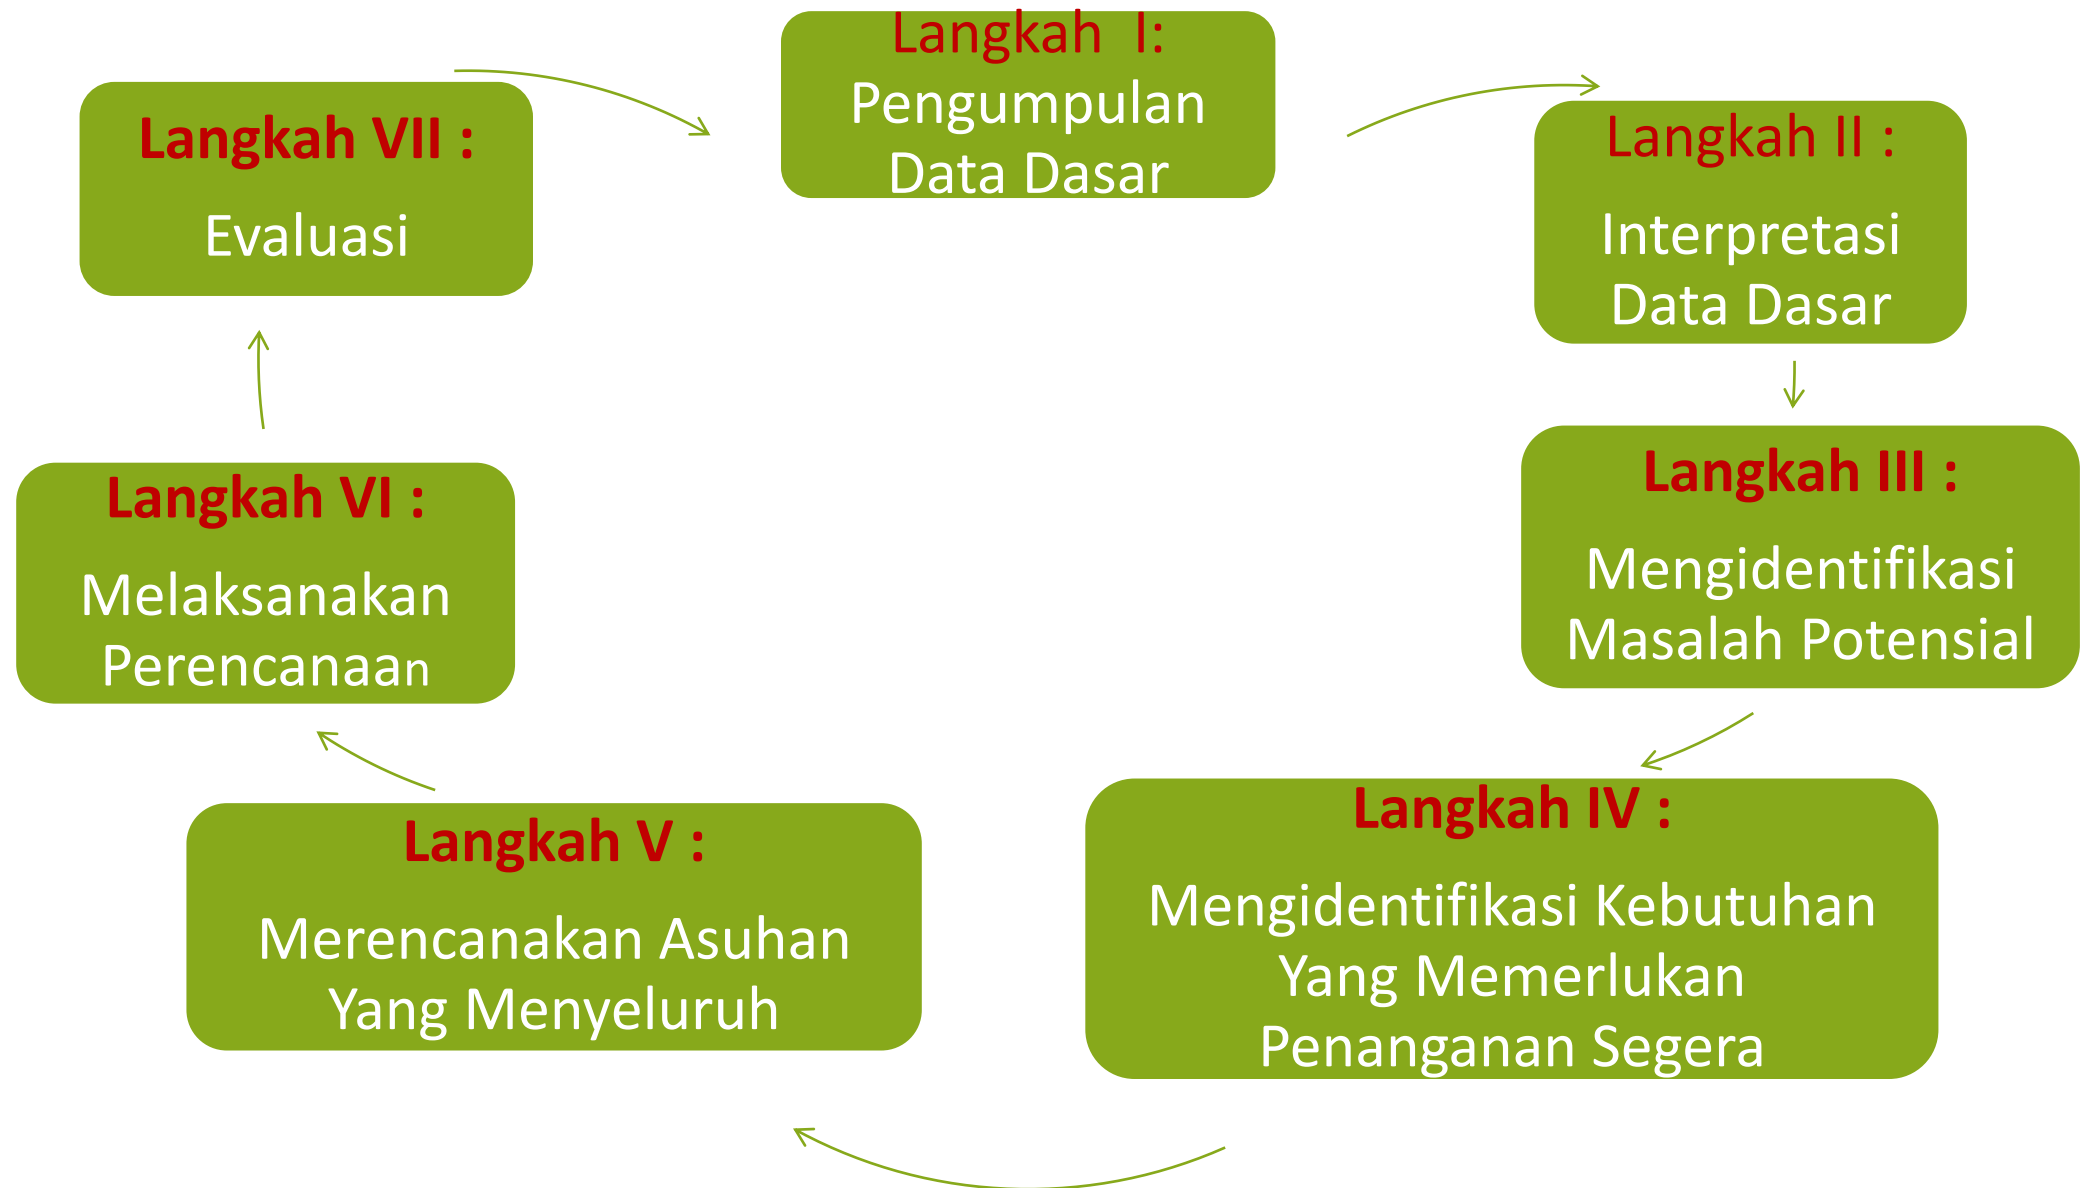 Langkah  I:
Pengumpulan
Data Dasar
Langkah II :
Interpretasi
Data Dasar
Langkah III :
Mengidentifikasi
Masalah Potensial
Langkah IV :
Mengidentifikasi Kebutuhan
Yang Memerlukan
Penanganan Segera
Langkah V :
Merencanakan Asuhan
Yang Menyeluruh
Langkah VI :
Melaksanakan
Perencanaan
Langkah VII :
Evaluasi